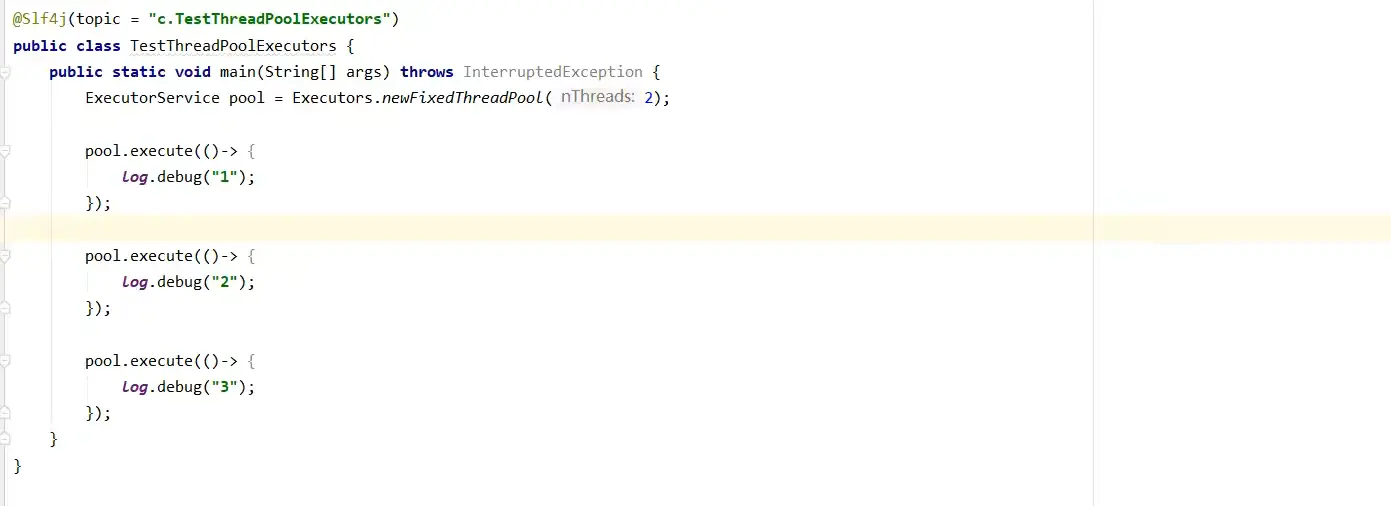 @Slf4j(topic = "c.TestThreadPoolExecutors")
public class TestThreadPoolExecutors {
    public static void main(String[] args) throws InterruptedException {
        ExecutorService pool = Executors.newFixedThreadPool( nThreads: 2);
        pool.execute(()-> {
            log.debug("1");
        });
        pool.execute(()-> {
            log.debug("2");
        });
        pool.execute(()-> {
            log.debug("3");
        });
    }
}